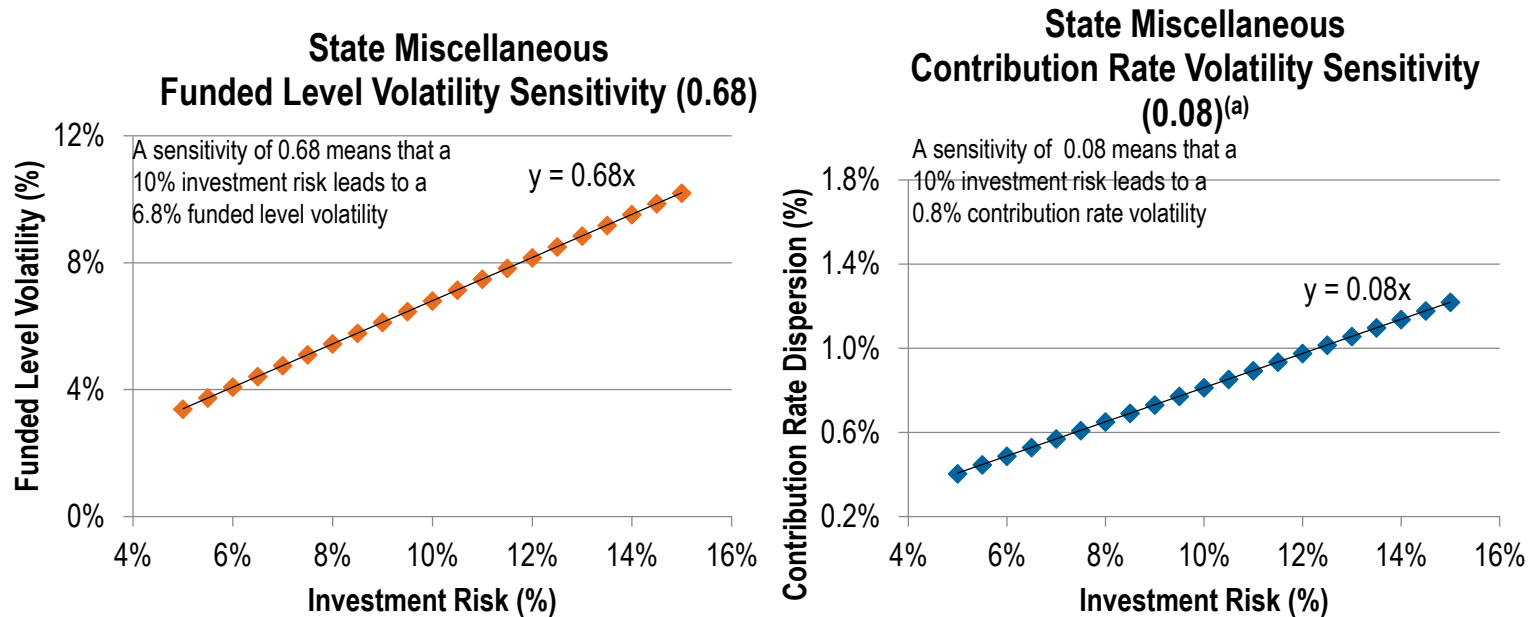 State Miscellaneous
Funded Level Volatility Sensitivity (0.68)
A sensitivity of 0.68 means that a
10% investment risk leads to a
6.8% funded level volatility
y = 0.68x
Funded Level Volatility (%)
12%
8%
4%
0%
4% 6% 8% 10% 12% 14% 16%
Investment Risk (%)
State Miscellaneous
Contribution Rate Volatility Sensitivity
(0.08)(a)
A sensitivity of 0.08 means that a
10% investment risk leads to a
0.8% contribution rate volatility
y = 0.08x
Contribution Rate Dispersion (%)
1.8%
1.4%
1.0%
0.6%
0.2%
4% 6% 8% 10% 12% 14% 16%
Investment Risk (%)